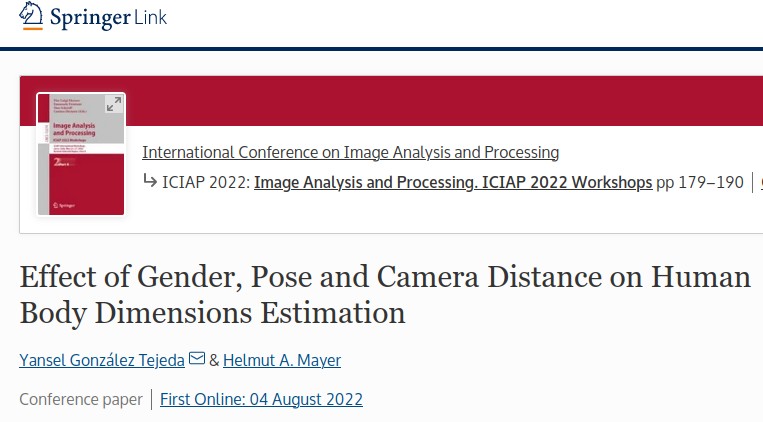 Springer Link
Image Analysis
and Processing
Springer
International Conference on Image Analysis and Processing
↳ ICIAP 2022: Image Analysis and Processing. ICIAP 2022 Workshops pp 179–190
Effect of Gender, Pose and Camera Distance on Human
Body Dimensions Estimation
Yansel González Tejeda & Helmut A. Mayer
Conference paper | First Online: 04 August 2022